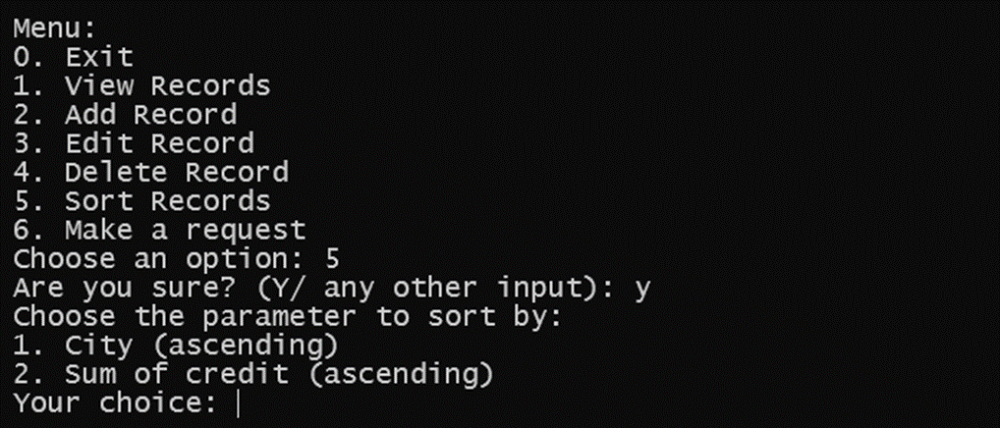 Menu:
0. Exit
1. View Records
2. Add Record
3. Edit Record
4. Delete Record
5. Sort Records
6. Make a request
Choose an option: 5
Are you sure? (Y/ any other input): y
Choose the parameter to sort by:
1. City (ascending)
2. Sum of credit (ascending)
Your choice: